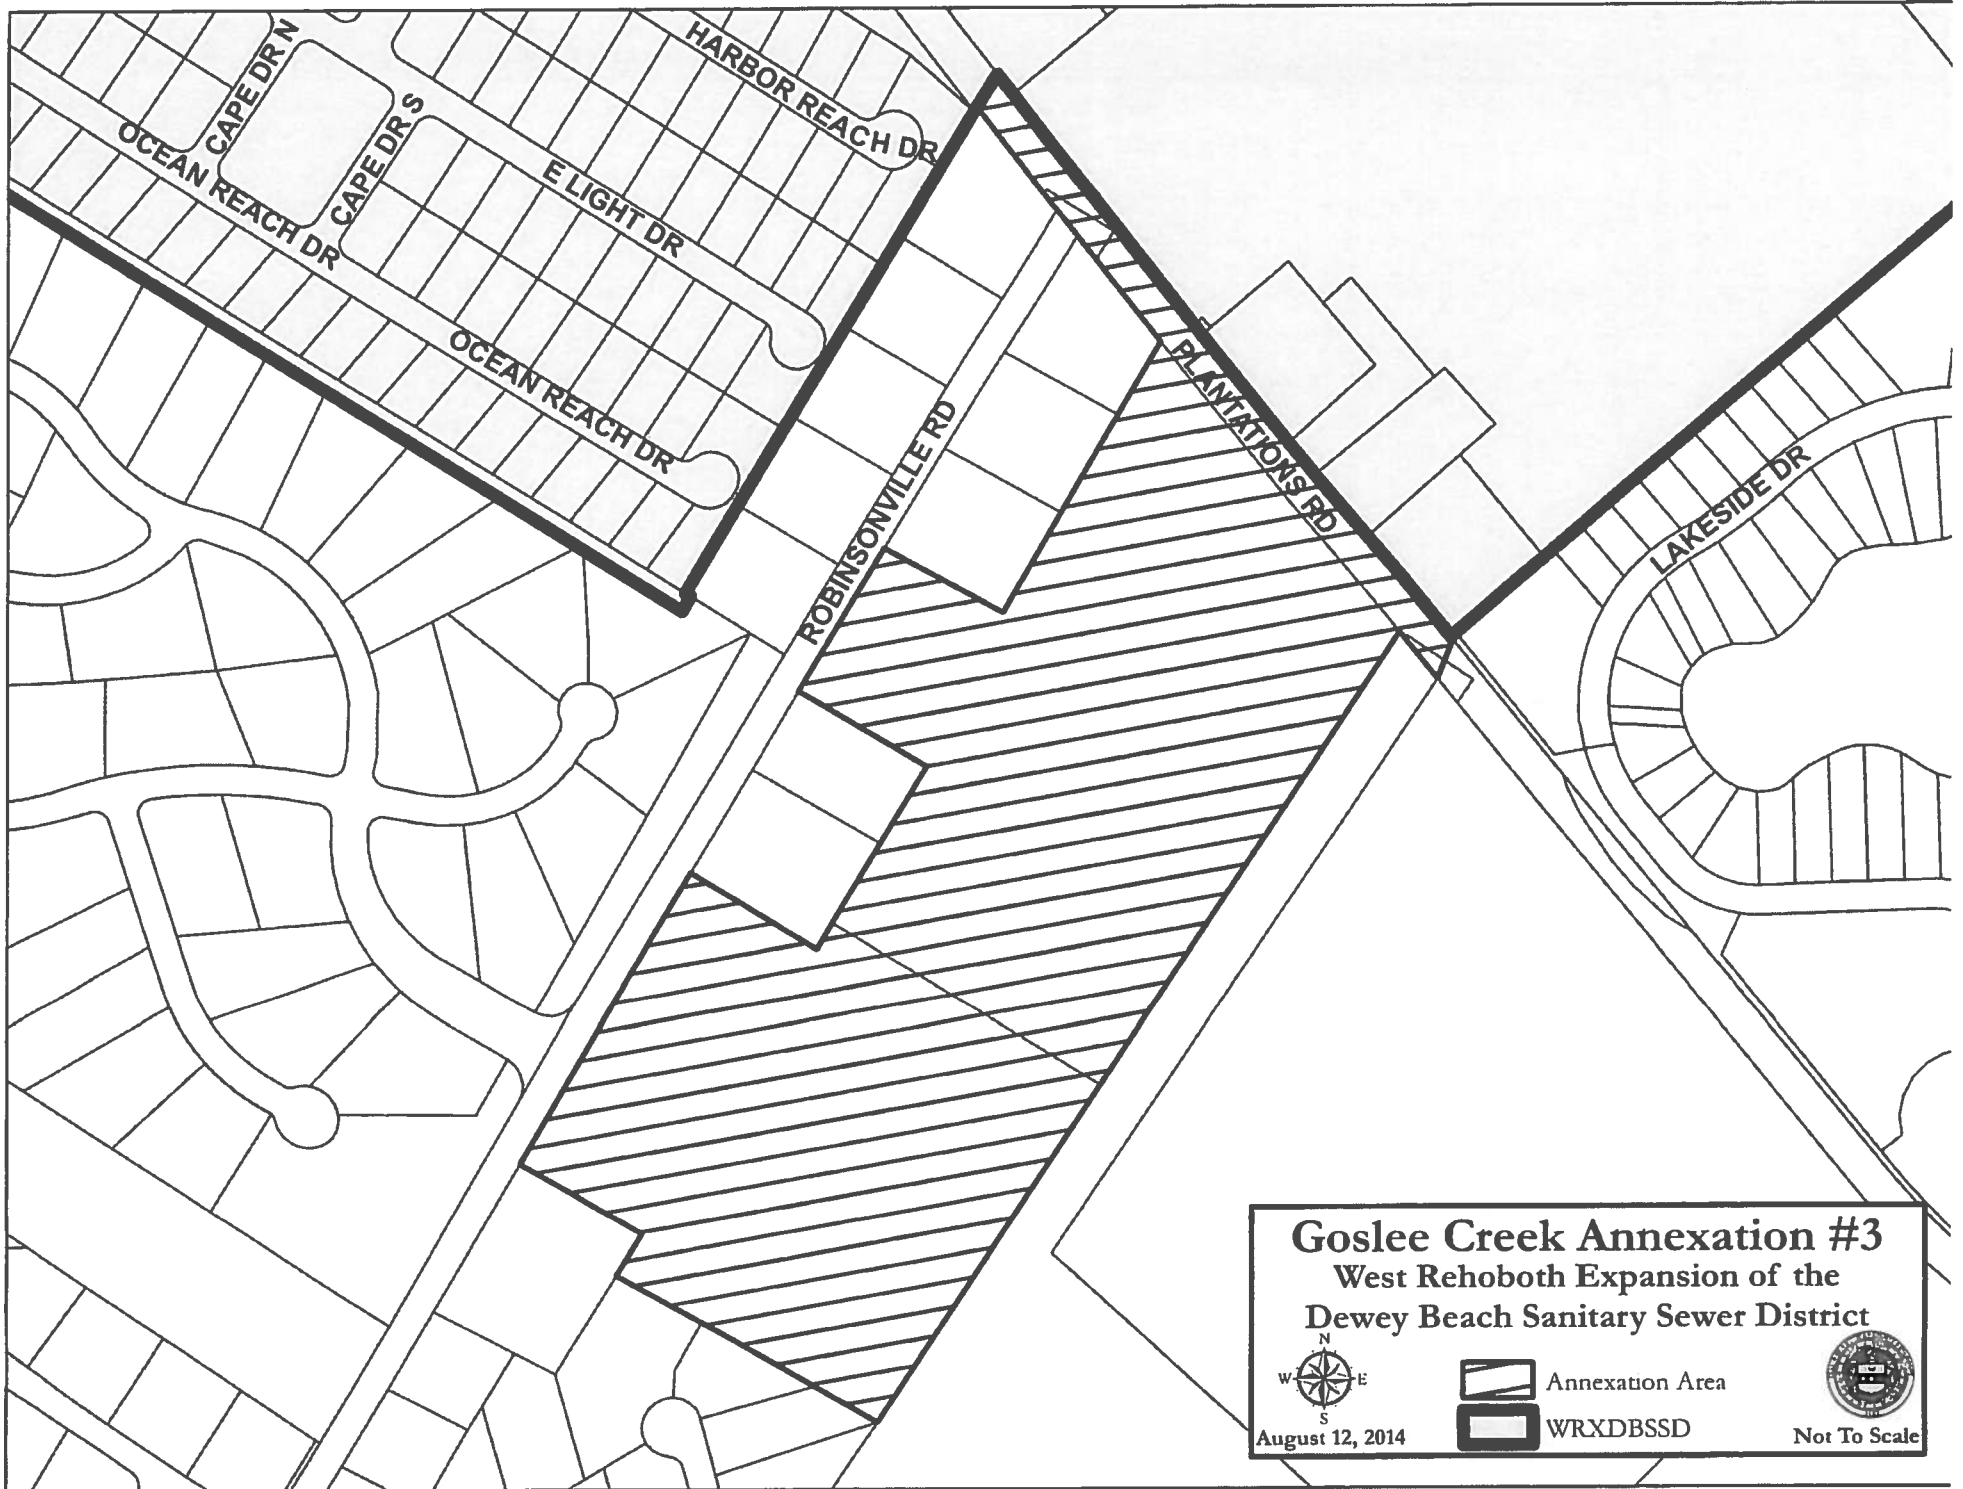 HARBOR REACH DR
CAPE DR N
CAPE DR S
OCEAN REACH DR
E LIGHT DR
OCEAN REACH DR
PLANTATIONS RD
ROBINSONVILLE RD
LAKESIDE DR
Goslee Creek Annexation #3
West Rehoboth Expansion of the
Dewey Beach Sanitary Sewer District
N
W E
S
Annexation Area
WRXDBSSD
August 12, 2014
Not To Scale